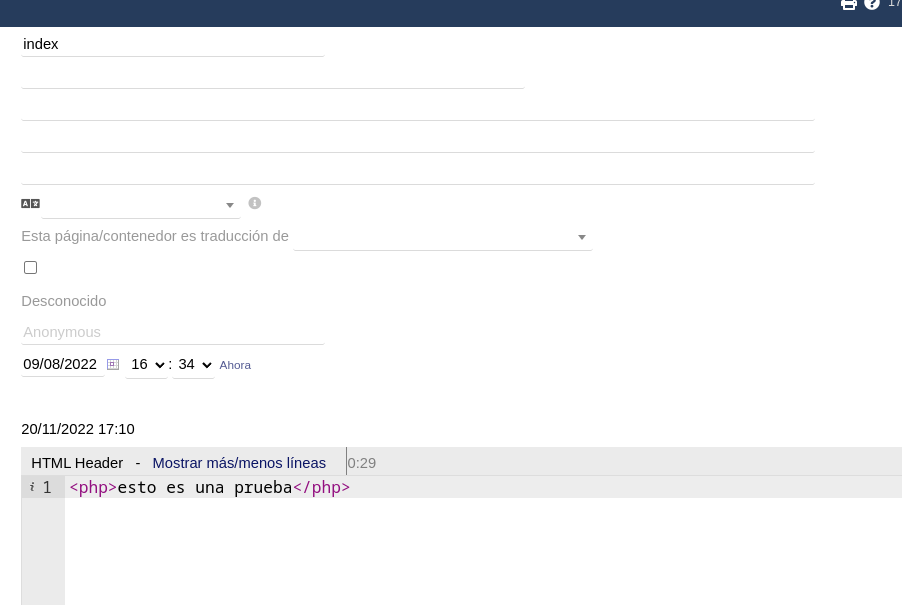 17
index
Esta página/contenedor es traducción de
Desconocido
Anonymous
09/08/2022 16 : 34 Ahora
20/11/2022 17:10
HTML Header - Mostrar más/menos líneas 0:29
i 1 <php>esto es una prueba</php>